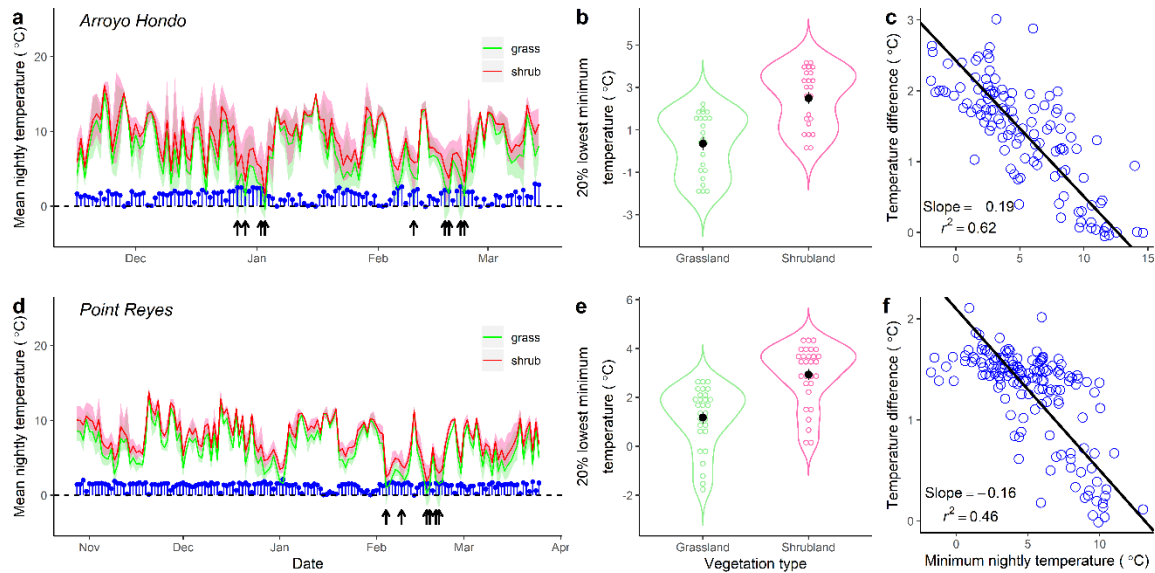 a
Arroyo Hondo
Mean nightly temperature ( °C)
20
10
0
grass
shrub
Dec
Jan
Feb
Mar
b
20% lowest minimum
temperature ( °C)
5
3
1
-1
-3
Grassland
Shrubland
c
Temperature difference ( °C)
3
2
1
0
Slope = 0.19
r² = 0.62
0
5
10
15
d
Point Reyes
Mean nightly temperature ( °C)
20
10
0
grass
shrub
Nov
Dec
Jan
Feb
Mar
Apr
Date
e
20% lowest minimum
temperature ( °C)
6
4
2
0
-2
Grassland
Shrubland
Vegetation type
f
Temperature difference ( °C)
2
1
0
Slope = −0.16
r² = 0.46
0
5
10
Minimum nightly temperature ( °C)